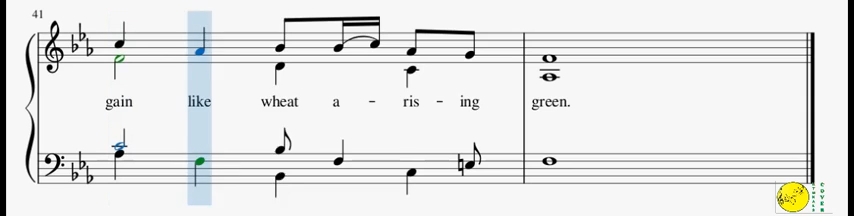 41
gain like wheat a - ris - ing green.